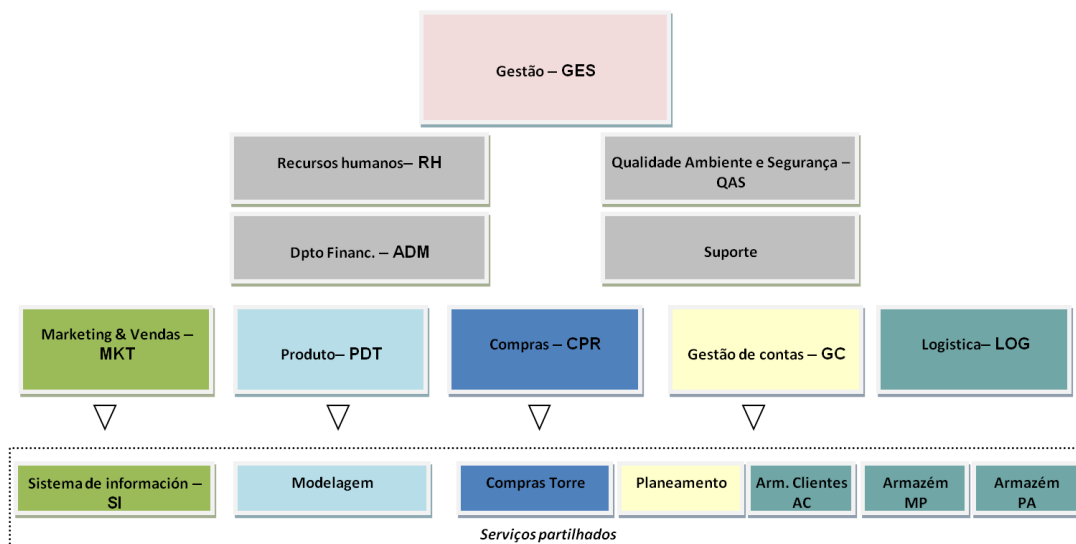 Gestão – GES
Recursos humanos– RH
Qualidade Ambiente e Segurança –
QAS
Dpto Financ. – ADM
Suporte
Marketing & Vendas –
MKT
Produto– PDT
Compras – CPR
Gestão de contas – GC
Logistica– LOG
Sistema de información –
SI
Modelagem
Compras Torre
Planeamento
Arm. Clientes
AC
Armazém
MP
Armazém
PA
Serviços partilhados